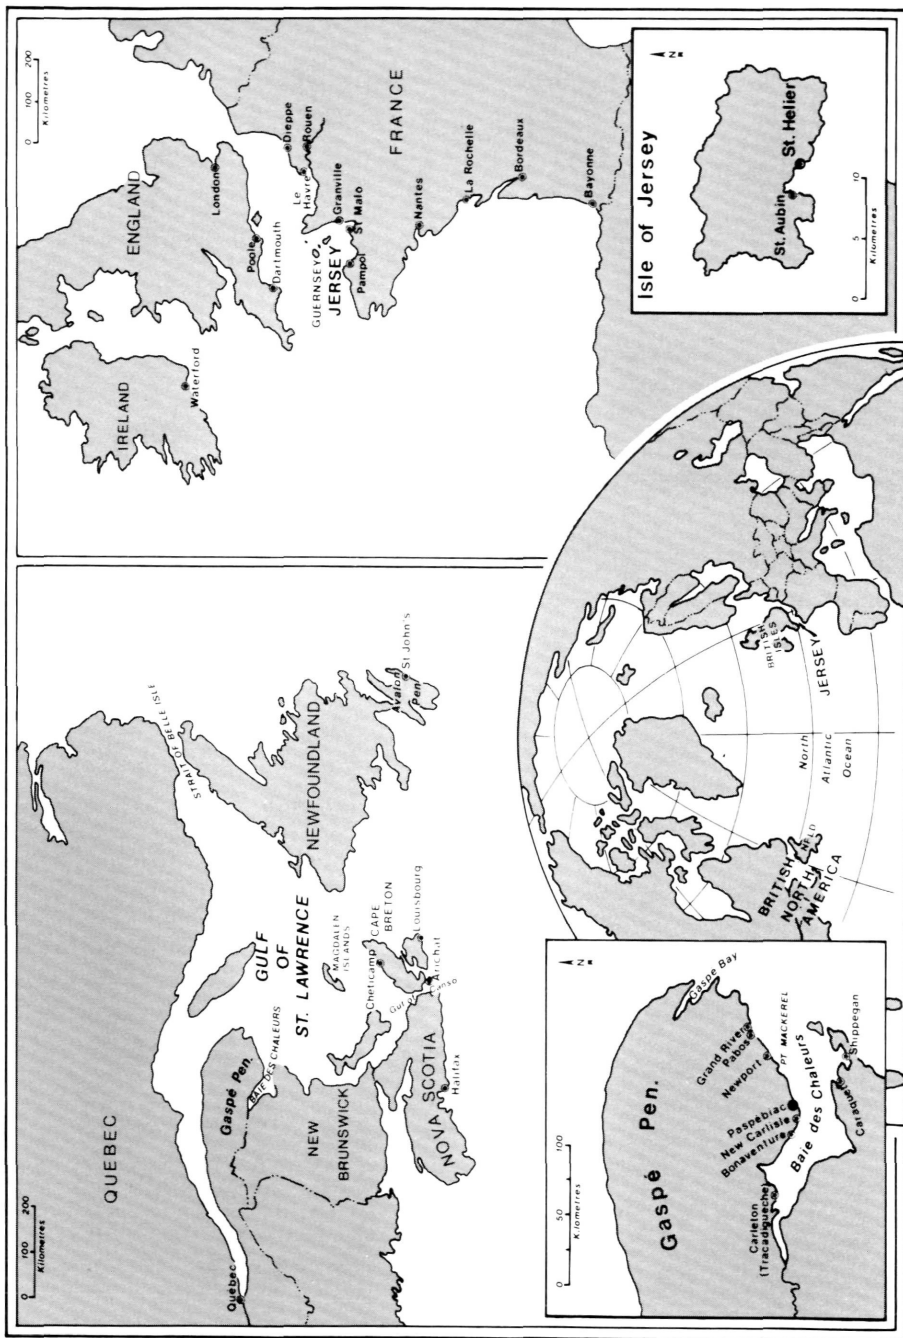 0 100 200
Kilometres
QUEBEC
Quebec
Gaspé Pen.
BAIE DES CHALEURS
NEW
BRUNSWICK
NOVA SCOTIA
Halifax
GULF
OF
ST. LAWRENCE
MAGDALEN
ISLANDS
Cheticamp
CAPE
BRETON
Louisbourg
Arichat
Gut of Canso
STRAIT OF BELLE ISLE
NEWFOUNDLAND
Avalon
Pen.
St John's
0 100 200
Kilometres
IRELAND
Waterford
ENGLAND
London
Poole
Dartmouth
GUERNSEY
JERSEY
Dieppe
Rouen
Le
Havre
Granville
St Malo
Pampol
FRANCE
Nantes
La Rochelle
Bordeaux
Bayonne
0 50 100
Kilometres
N
Gaspé Pen.
Gaspe Bay
Grand River
Pabos
Newport
PT MACKEREL
Paspébiac
New Carlisle
Bonaventure
Baie des Chaleurs
Carleton
(Tracadigueche)
Caraquet
Shippegan
BRITISH
NORTH
AMERICA
NFLD
North
Atlantic
Ocean
BRITISH
ISLES
JERSEY
Isle of Jersey
N
St. Aubin
St. Helier
0 5 10
Kilometres